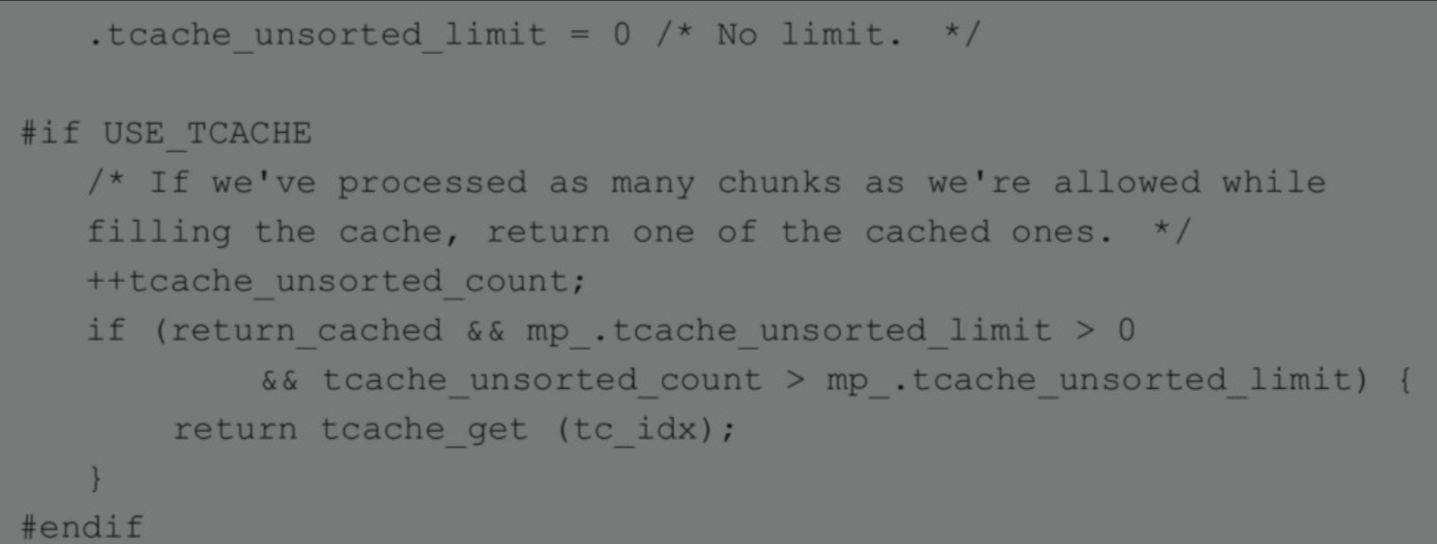 .tcache_unsorted_limit = 0 /* No limit.  */
#if USE_TCACHE
/* If we've processed as many chunks as we're allowed while
filling the cache, return one of the cached ones.  */
++tcache_unsorted_count;
if (return_cached && mp_.tcache_unsorted_limit > 0
&& tcache_unsorted_count > mp_.tcache_unsorted_limit) {
return tcache_get (tc_idx);
}
#endif